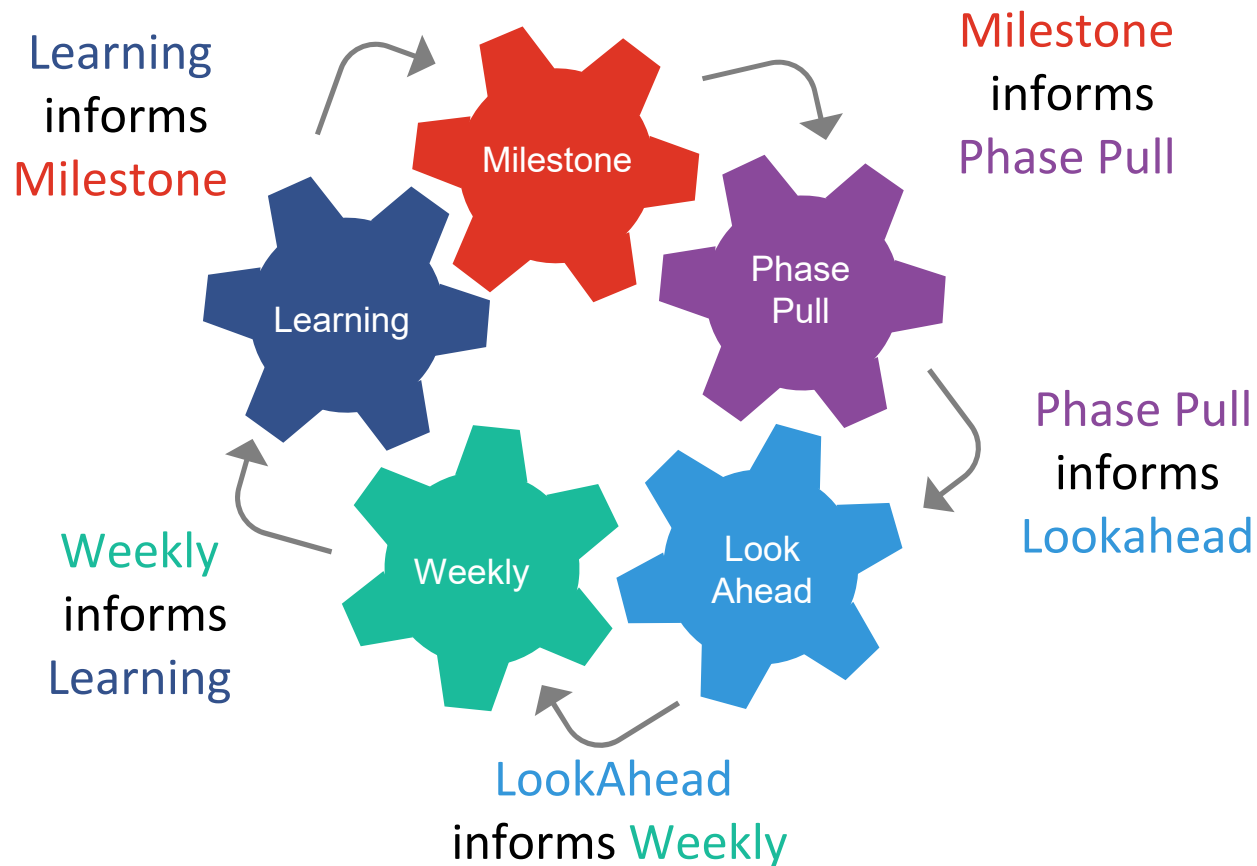 Learning
informs
Milestone
Milestone
informs
Phase Pull
Milestone
Phase
Pull
Learning
Phase Pull
informs
Lookahead
Look
Ahead
Weekly
Weekly
informs
Learning
LookAhead
informs Weekly